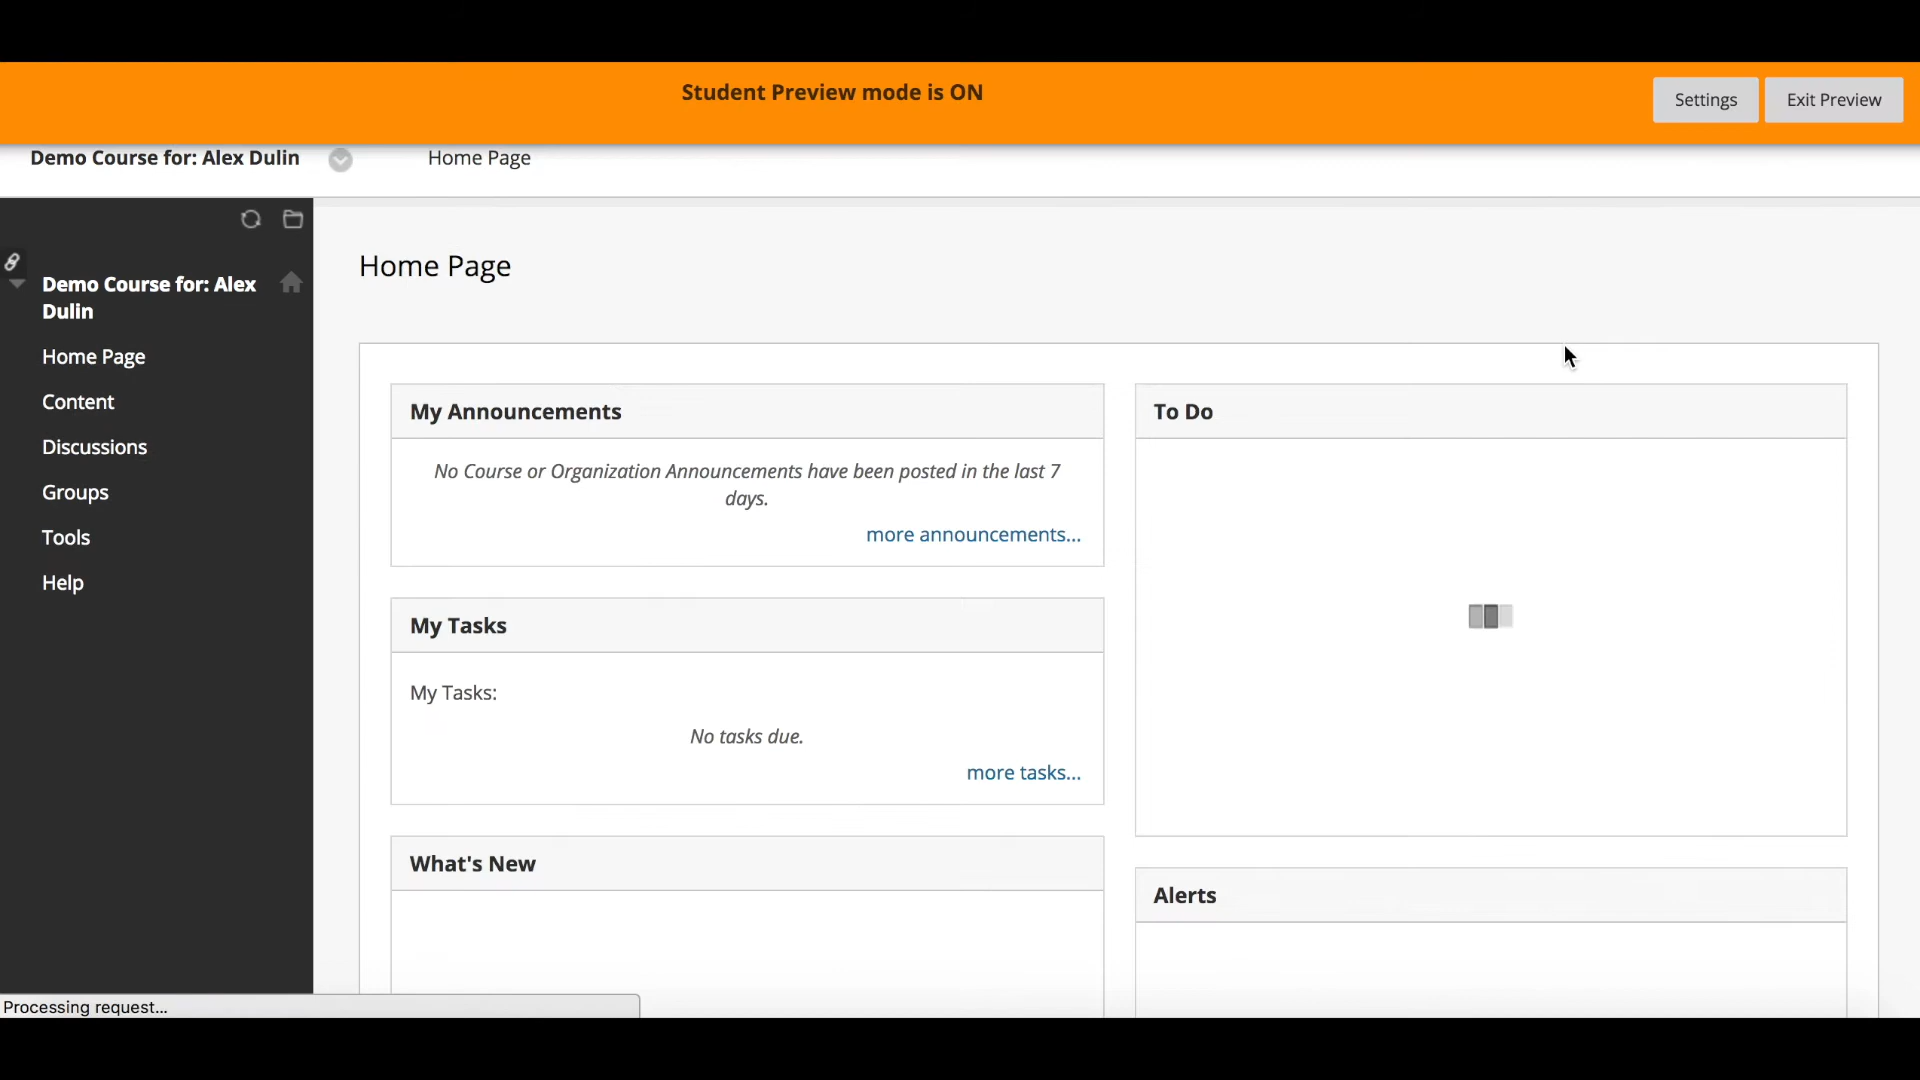 Student Preview mode is ON
Settings
Exit Preview
Demo Course for: Alex Dulin
Home Page
Demo Course for: Alex
Dulin
Home Page
Content
Discussions
Groups
Tools
Help
Home Page
My Announcements
No Course or Organization Announcements have been posted in the last 7
days.
more announcements...
My Tasks
My Tasks:
No tasks due.
more tasks...
What's New
To Do
Alerts
Processing request...